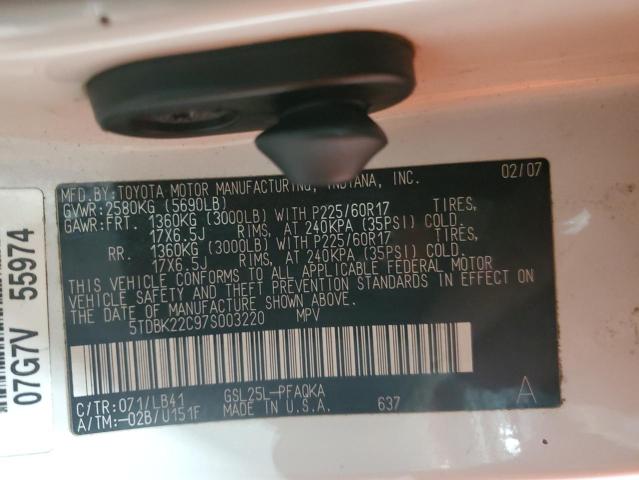 MFD.BY:TOYOTA MOTOR MANUFACTURING, INDIANA, INC. 02/07
GVWR:2580KG (5690LB)
GAWR:FRT. 1360KG (3000LB) WITH P225/60R17 TIRES,
17X6.5J RIMS, AT 240KPA (35PSI) COLD.
RR. 1360KG (3000LB) WITH P225/60R17 TIRES,
17X6.5J RIMS, AT 240KPA (35PSI) COLD.
THIS VEHICLE CONFORMS TO ALL APPLICABLE FEDERAL MOTOR
VEHICLE SAFETY AND THEFT PREVENTION STANDARDS IN EFFECT ON
THE DATE OF MANUFACTURE SHOWN ABOVE.
5TDBK22C97S003220 MPV
C/TR:071/LB41 GSL25L-PFAQKA A
A/TM:-02B/U151F MADE IN U.S.A. 637
07G7V 55974